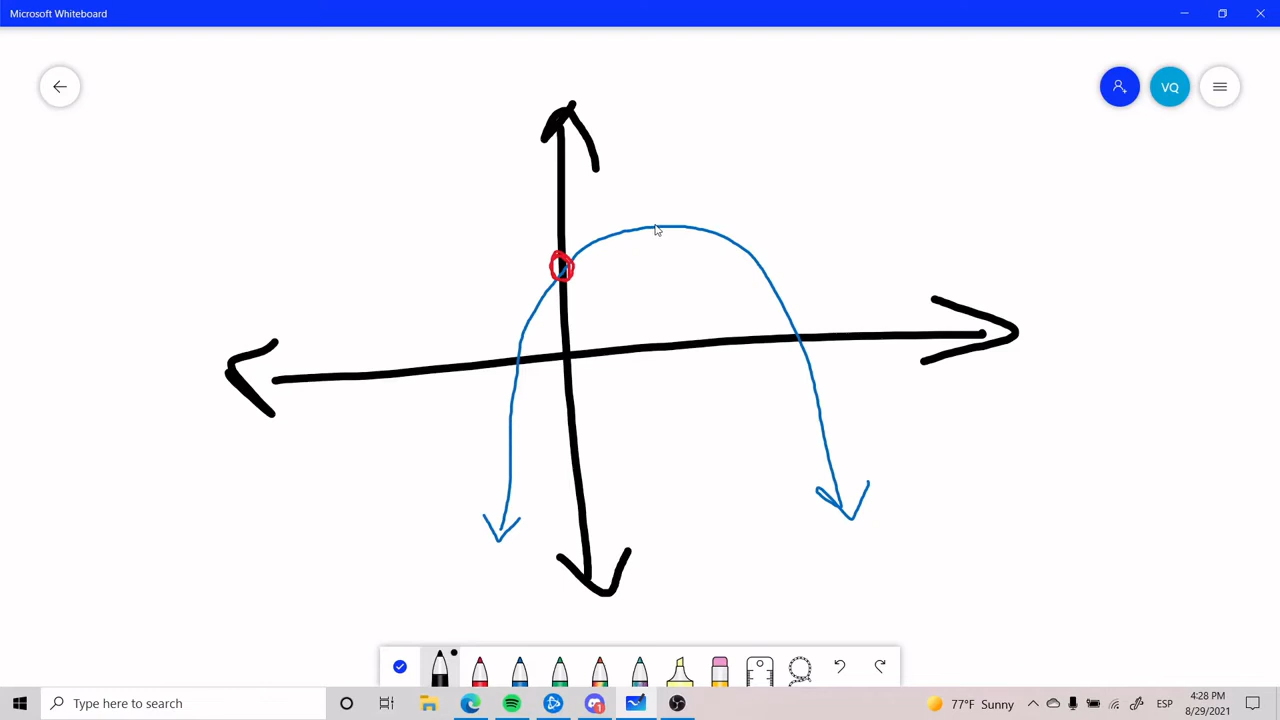 Microsoft Whiteboard
VQ
Type here to search
77°F Sunny
ESP
4:28 PM
8/29/2021